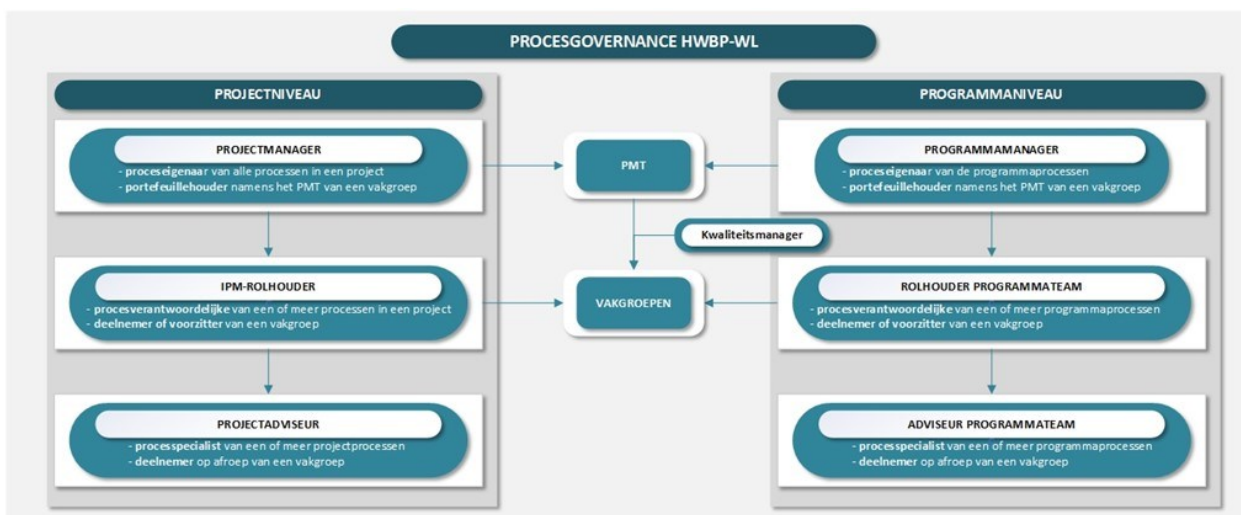 PROCESGOVERNANCE HWBP-WL
PROJECTNIVEAU
PROJECTMANAGER
- proceseigenaar van alle processen in een project
- portefeuillehouder namens het PMT van een vakgroep
IPM-ROLHOUDER
- procesverantwoordelijke van een of meer processen in een project
- deelnemer of voorzitter van een vakgroep
PROJECTADVISEUR
- processpecialist van een of meer projectprocessen
- deelnemer op afroep van een vakgroep
PMT
Kwaliteitsmanager
VAKGROEPEN
PROGRAMMANIVEAU
PROGRAMMAMANAGER
- proceseigenaar van de programmaprocessen
- portefeuillehouder namens het PMT van een vakgroep
ROLHOUDER PROGRAMMATEAM
- procesverantwoordelijke van een of meer programmaprocessen
- deelnemer of voorzitter van een vakgroep
ADVISEUR PROGRAMMATEAM
- processpecialist van een of meer programmaprocessen
- deelnemer op afroep van een vakgroep